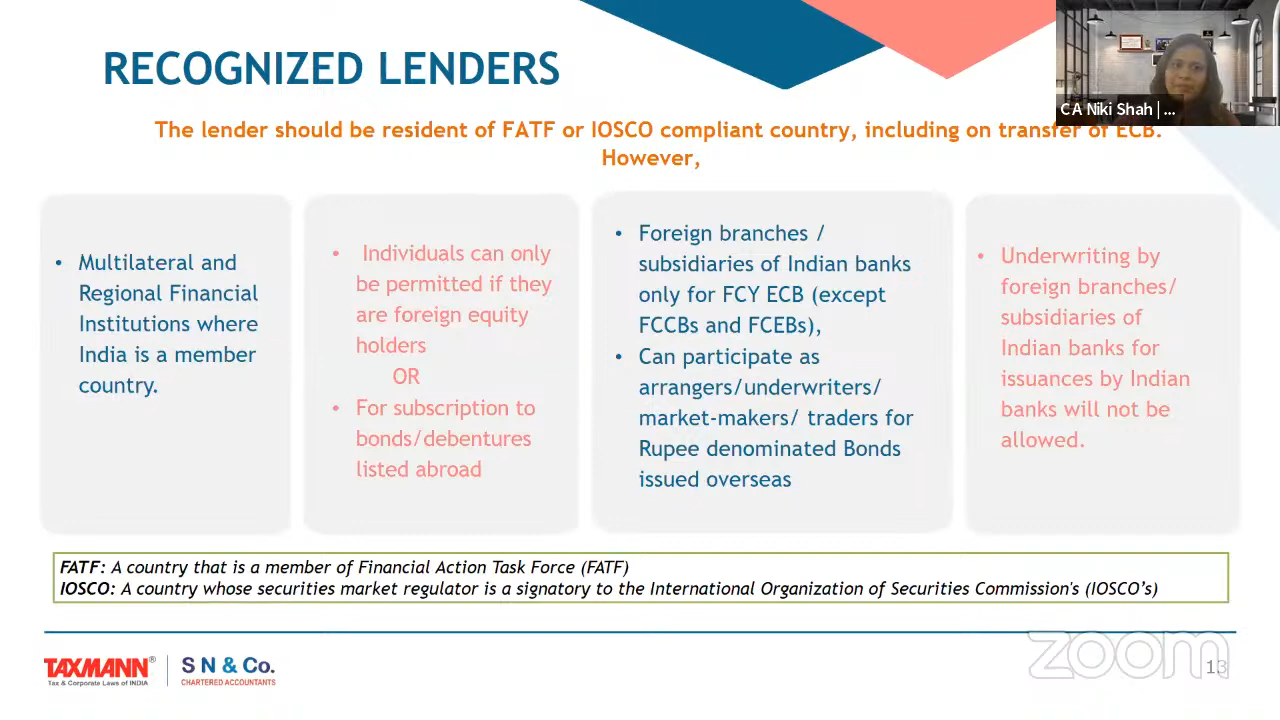 RECOGNIZED LENDERS
CA Niki Shah | ...
The lender should be resident of FATF or IOSCO compliant country, including on transfer of ECB.
However,
• Multilateral and
Regional Financial
Institutions where
India is a member
country.
• Individuals can only
be permitted if they
are foreign equity
holders
OR
• For subscription to
bonds/debentures
listed abroad
• Foreign branches /
subsidiaries of Indian banks
only for FCY ECB (except
FCCBs and FCEBs),
• Can participate as
arrangers/underwriters/
market-makers/ traders for
Rupee denominated Bonds
issued overseas
• Underwriting by
foreign branches/
subsidiaries of
Indian banks for
issuances by Indian
banks will not be
allowed.
FATF: A country that is a member of Financial Action Task Force (FATF)
IOSCO: A country whose securities market regulator is a signatory to the International Organization of Securities Commission's (IOSCO’s)
TAXMANN®
Tax & Corporate Laws of INDIA
S N & Co.
CHARTERED ACCOUNTANTS
zoom
13